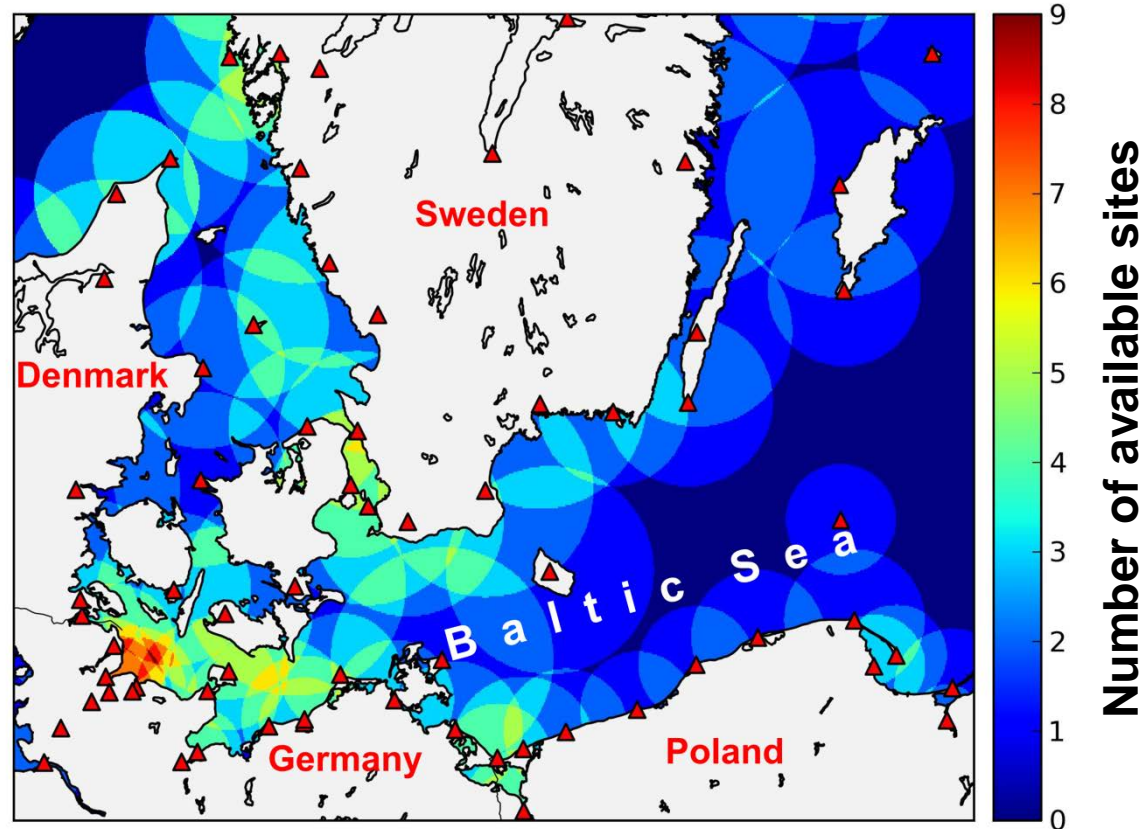 Sweden
Denmark
Baltic Sea
Germany
Poland
9
8
7
6
5
4
3
2
1
0
Number of available sites